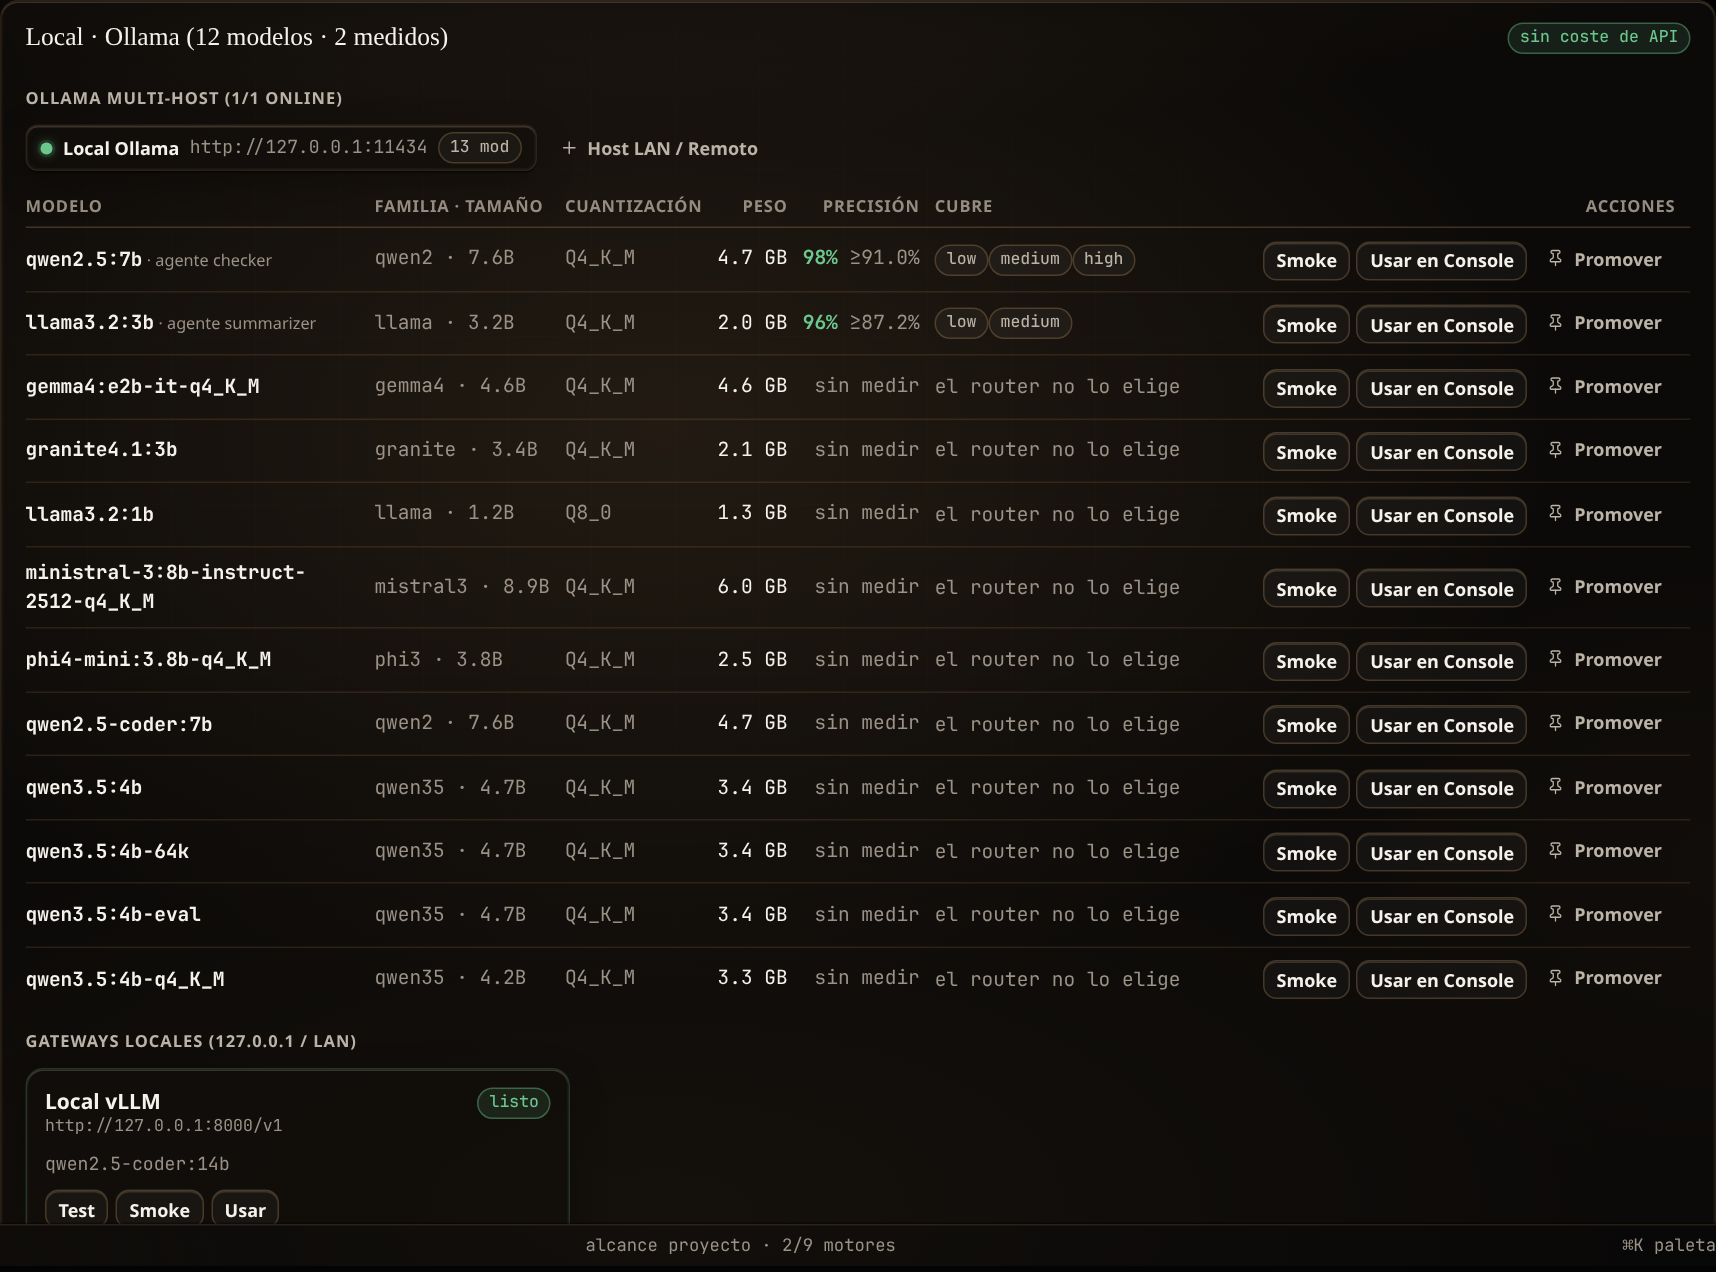 Local · Ollama (12 modelos · 2 medidos)
sin coste de API
OLLAMA MULTI-HOST (1/1 ONLINE)
Local Ollama http://127.0.0.1:11434 13 mod + Host LAN / Remoto
MODELO FAMILIA · TAMAÑO CUANTIZACIÓN PESO PRECISIÓN CUBRE ACCIONES
qwen2.5:7b · agente checker qwen2 · 7.6B Q4_K_M 4.7 GB 98% ≥91.0% low medium high Smoke Usar en Console Promover
llama3.2:3b · agente summarizer llama · 3.2B Q4_K_M 2.0 GB 96% ≥87.2% low medium Smoke Usar en Console Promover
gemma4:e2b-it-q4_K_M gemma4 · 4.6B Q4_K_M 4.6 GB sin medir el router no lo elige Smoke Usar en Console Promover
granite4.1:3b granite · 3.4B Q4_K_M 2.1 GB sin medir el router no lo elige Smoke Usar en Console Promover
llama3.2:1b llama · 1.2B Q8_0 1.3 GB sin medir el router no lo elige Smoke Usar en Console Promover
ministral-3:8b-instruct-
2512-q4_K_M mistral3 · 8.9B Q4_K_M 6.0 GB sin medir el router no lo elige Smoke Usar en Console Promover
phi4-mini:3.8b-q4_K_M phi3 · 3.8B Q4_K_M 2.5 GB sin medir el router no lo elige Smoke Usar en Console Promover
qwen2.5-coder:7b qwen2 · 7.6B Q4_K_M 4.7 GB sin medir el router no lo elige Smoke Usar en Console Promover
qwen3.5:4b qwen35 · 4.7B Q4_K_M 3.4 GB sin medir el router no lo elige Smoke Usar en Console Promover
qwen3.5:4b-64k qwen35 · 4.7B Q4_K_M 3.4 GB sin medir el router no lo elige Smoke Usar en Console Promover
qwen3.5:4b-eval qwen35 · 4.7B Q4_K_M 3.4 GB sin medir el router no lo elige Smoke Usar en Console Promover
qwen3.5:4b-q4_K_M qwen35 · 4.2B Q4_K_M 3.3 GB sin medir el router no lo elige Smoke Usar en Console Promover
GATEWAYS LOCALES (127.0.0.1 / LAN)
Local vLLM listo
http://127.0.0.1:8000/v1
qwen2.5-coder:14b
Test Smoke Usar
alcance proyecto · 2/9 motores ⌘K paleta